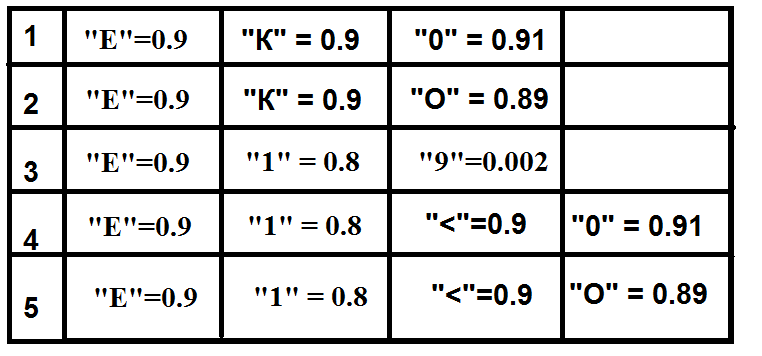 1 "E"=0.9 "К" = 0.9 "0" = 0.91
2 "E"=0.9 "К" = 0.9 "О" = 0.89
3 "E"=0.9 "1" = 0.8 "9"=0.002
4 "E"=0.9 "1" = 0.8 "<"=0.9 "0" = 0.91
5 "E"=0.9 "1" = 0.8 "<"=0.9 "О" = 0.89